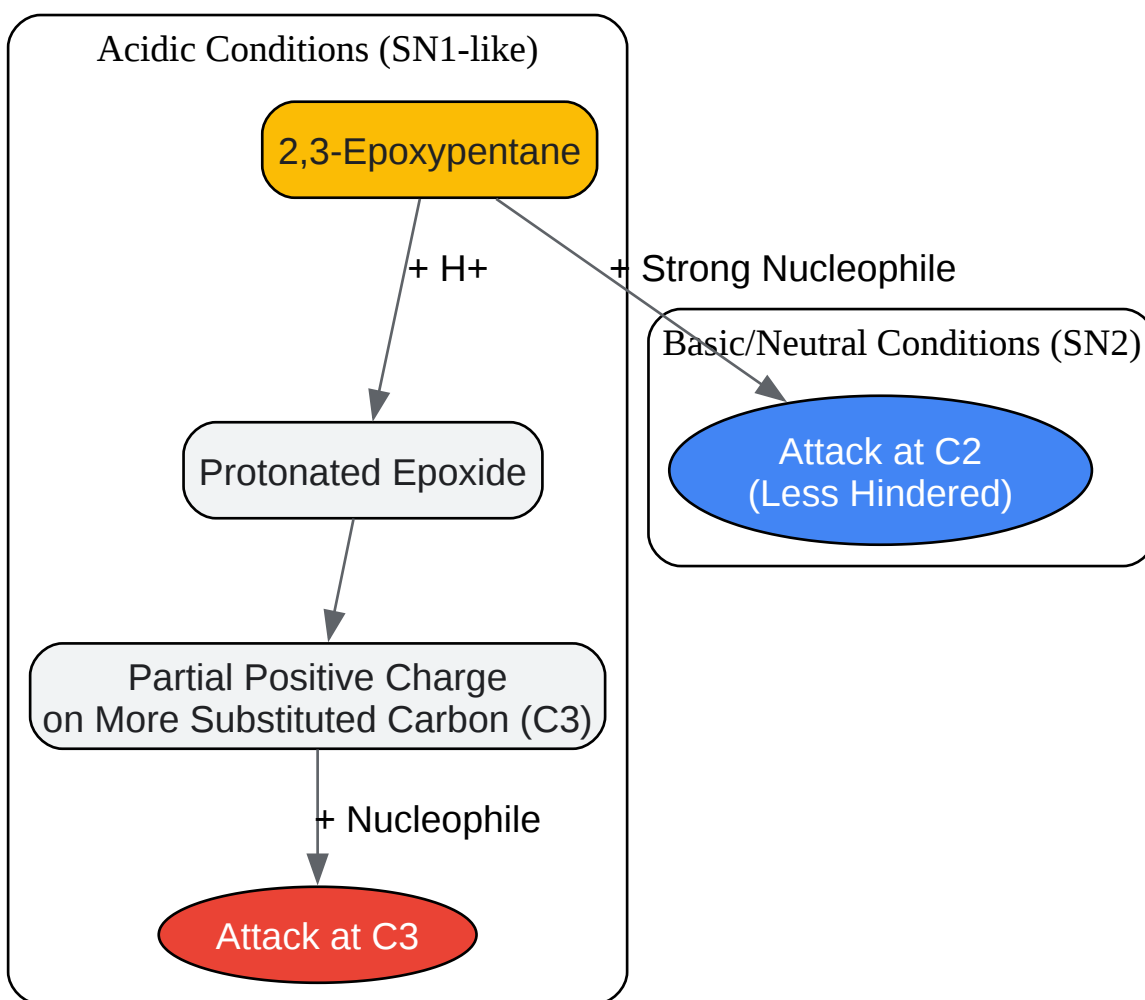 Acidic Conditions (SN1-like)
2,3-Epoxypentane
+ H+
+ Strong Nucleophile
Basic/Neutral Conditions (SN2)
Attack at C2
(Less Hindered)
Protonated Epoxide
Partial Positive Charge
on More Substituted Carbon (C3)
+ Nucleophile
Attack at C3